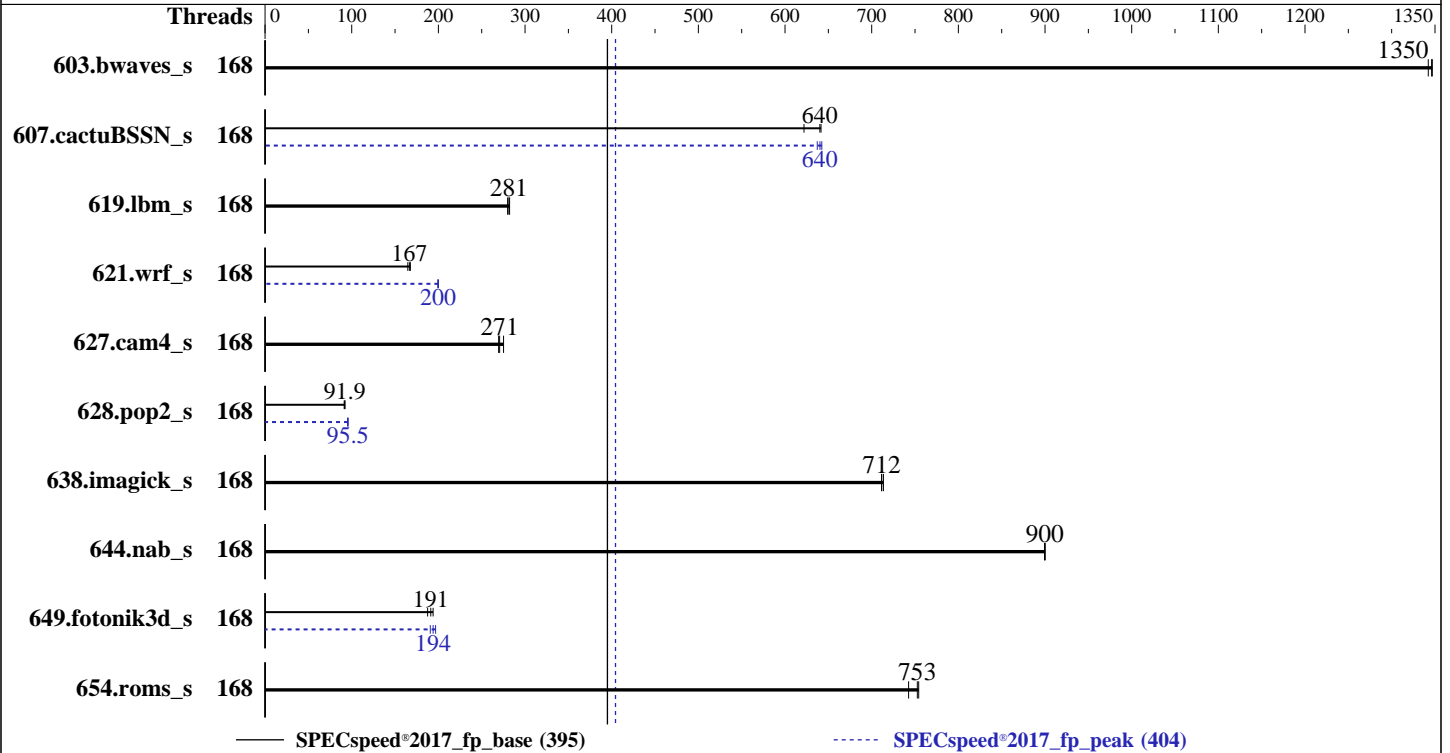 Threads 0 100 200 300 400 500 600 700 800 900 1000 1100 1200 1350
1350
603.bwaves_s 168
640
607.cactuBSSN_s 168
640
281
619.lbm_s 168
167
621.wrf_s 168
200
271
627.cam4_s 168
91.9
628.pop2_s 168
95.5
712
638.imagick_s 168
900
644.nab_s 168
191
649.fotonik3d_s 168
194
753
654.roms_s 168
SPECspeed®2017_fp_base (395) SPECspeed®2017_fp_peak (404)